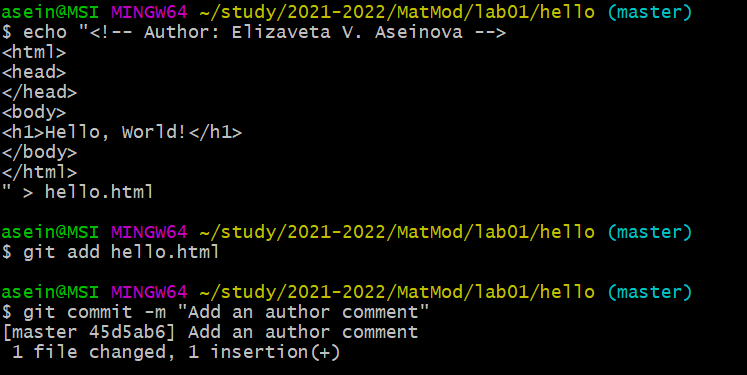 asein@MSI MINGW64 ~/study/2021-2022/MatMod/lab01/hello (master)
$ echo "<!-- Author: Elizaveta V. Aseinova -->
<html>
<head>
</head>
<body>
<h1>Hello, World!</h1>
</body>
</html>
" > hello.html
asein@MSI MINGW64 ~/study/2021-2022/MatMod/lab01/hello (master)
$ git add hello.html
asein@MSI MINGW64 ~/study/2021-2022/MatMod/lab01/hello (master)
$ git commit -m "Add an author comment"
[master 45d5ab6] Add an author comment
 1 file changed, 1 insertion(+)